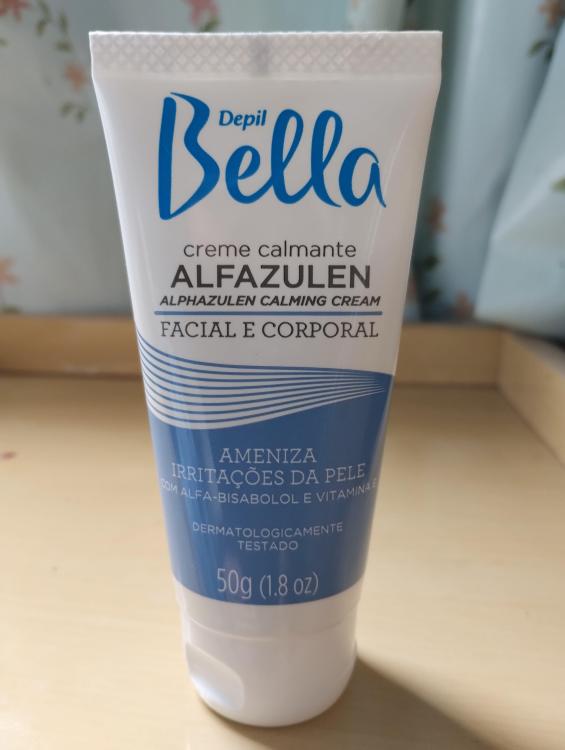 Depil
Bella
creme calmante
ALFAZULEN
ALPHAZULEN CALMING CREAM
FACIAL E CORPORAL
AMENIZA
IRRITAÇÕES DA PELE
COM ALFA-BISABOLOL E VITAMINA E
DERMATOLOGICAMENTE
TESTADO
50g (1.8 oz)